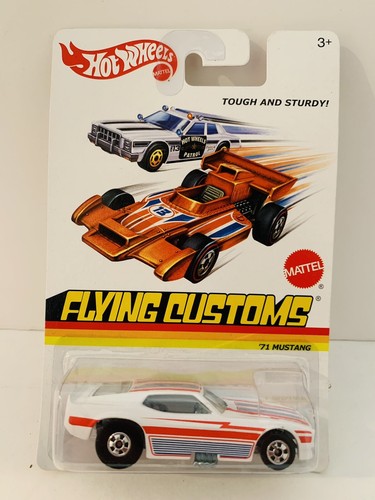 Hot Wheels
MATTEL
3+
TOUGH AND STURDY!
HOT WHEELS
PATROL
MATTEL
®
FLYING CUSTOMS®
'71 MUSTANG